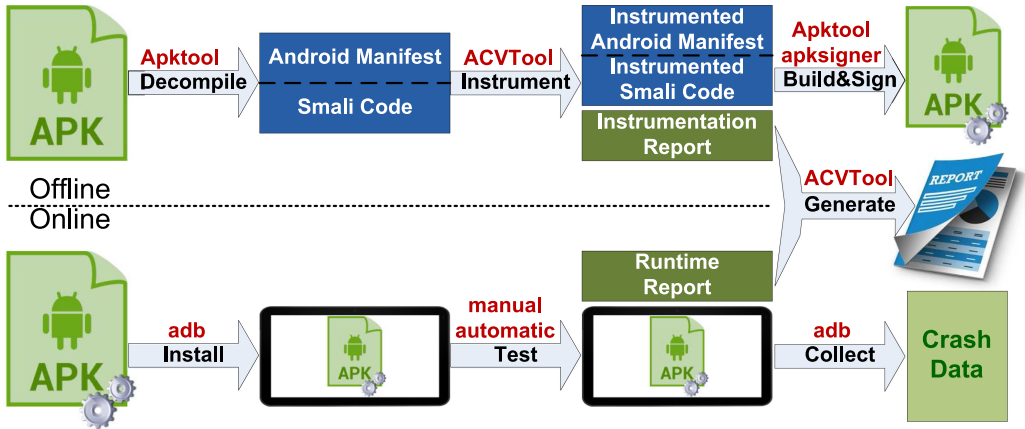 APK
Apktool
Decompile
Android Manifest
Smali Code
ACVTool
Instrument
Instrumented
Android Manifest
Instrumented
Smali Code
Instrumentation
Report
Apktool
apksigner
Build&Sign
APK
Offline
Online
ACVTool
Generate
REPORT
APK
adb
Install
APK
manual
automatic
Test
Runtime
Report
APK
adb
Collect
Crash
Data